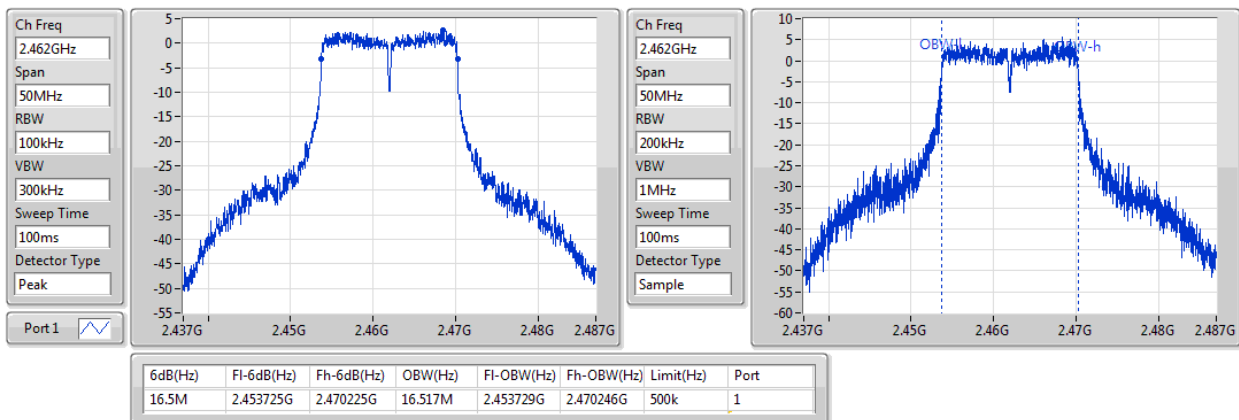 Ch Freq
2.462GHz
Span
50MHz
RBW
100kHz
VBW
300kHz
Sweep Time
100ms
Detector Type
Peak
Port 1
5
0
-5
-10
-15
-20
-25
-30
-35
-40
-45
-50
-55
2.437G 2.45G 2.46G 2.47G 2.48G 2.487G
Ch Freq
2.462GHz
Span
50MHz
RBW
200kHz
VBW
1MHz
Sweep Time
100ms
Detector Type
Sample
10
5
0
-5
-10
-15
-20
-25
-30
-35
-40
-45
-50
-55
-60
2.437G 2.45G 2.46G 2.47G 2.48G 2.487G
6dB(Hz) Fl-6dB(Hz) Fh-6dB(Hz) OBW(Hz) Fl-OBW(Hz) Fh-OBW(Hz) Limit(Hz) Port
16.5M 2.453725G 2.470225G 16.517M 2.453729G 2.470246G 500k 1